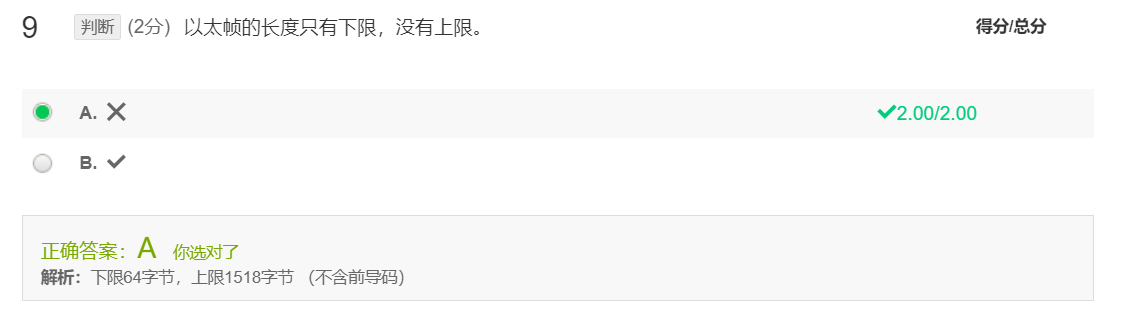 9 判断 (2分) 以太帧的长度只有下限，没有上限。 得分/总分
A. ✕ ✔2.00/2.00
B. ✔
正确答案：A 你选对了
解析：下限64字节，上限1518字节 （不含前导码）